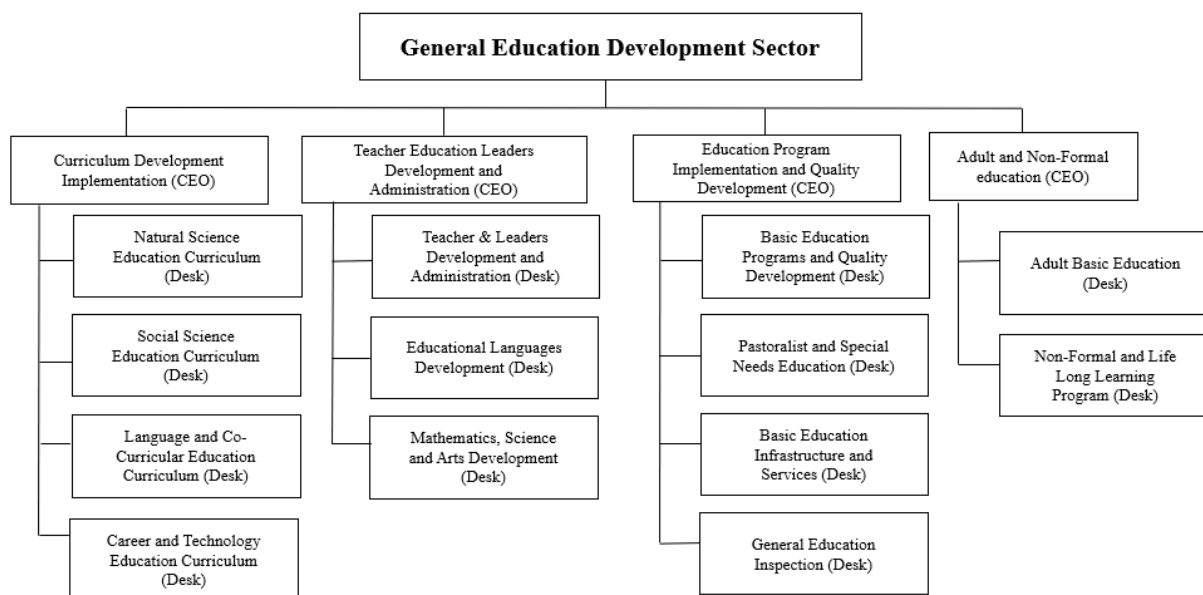 General Education Development Sector
Curriculum Development
Implementation (CEO)
Natural Science
Education Curriculum
(Desk)
Social Science
Education Curriculum
(Desk)
Language and Co-
Curricular Education
Curriculum (Desk)
Career and Technology
Education Curriculum
(Desk)
Teacher Education Leaders
Development and
Administration (CEO)
Teacher & Leaders
Development and
Administration (Desk)
Educational Languages
Development (Desk)
Mathematics, Science
and Arts Development
(Desk)
Education Program
Implementation and Quality
Development (CEO)
Basic Education
Programs and Quality
Development (Desk)
Pastoralist and Special
Needs Education (Desk)
Basic Education
Infrastructure and
Services (Desk)
General Education
Inspection (Desk)
Adult and Non-Formal
education (CEO)
Adult Basic Education
(Desk)
Non-Formal and Life
Long Learning
Program (Desk)